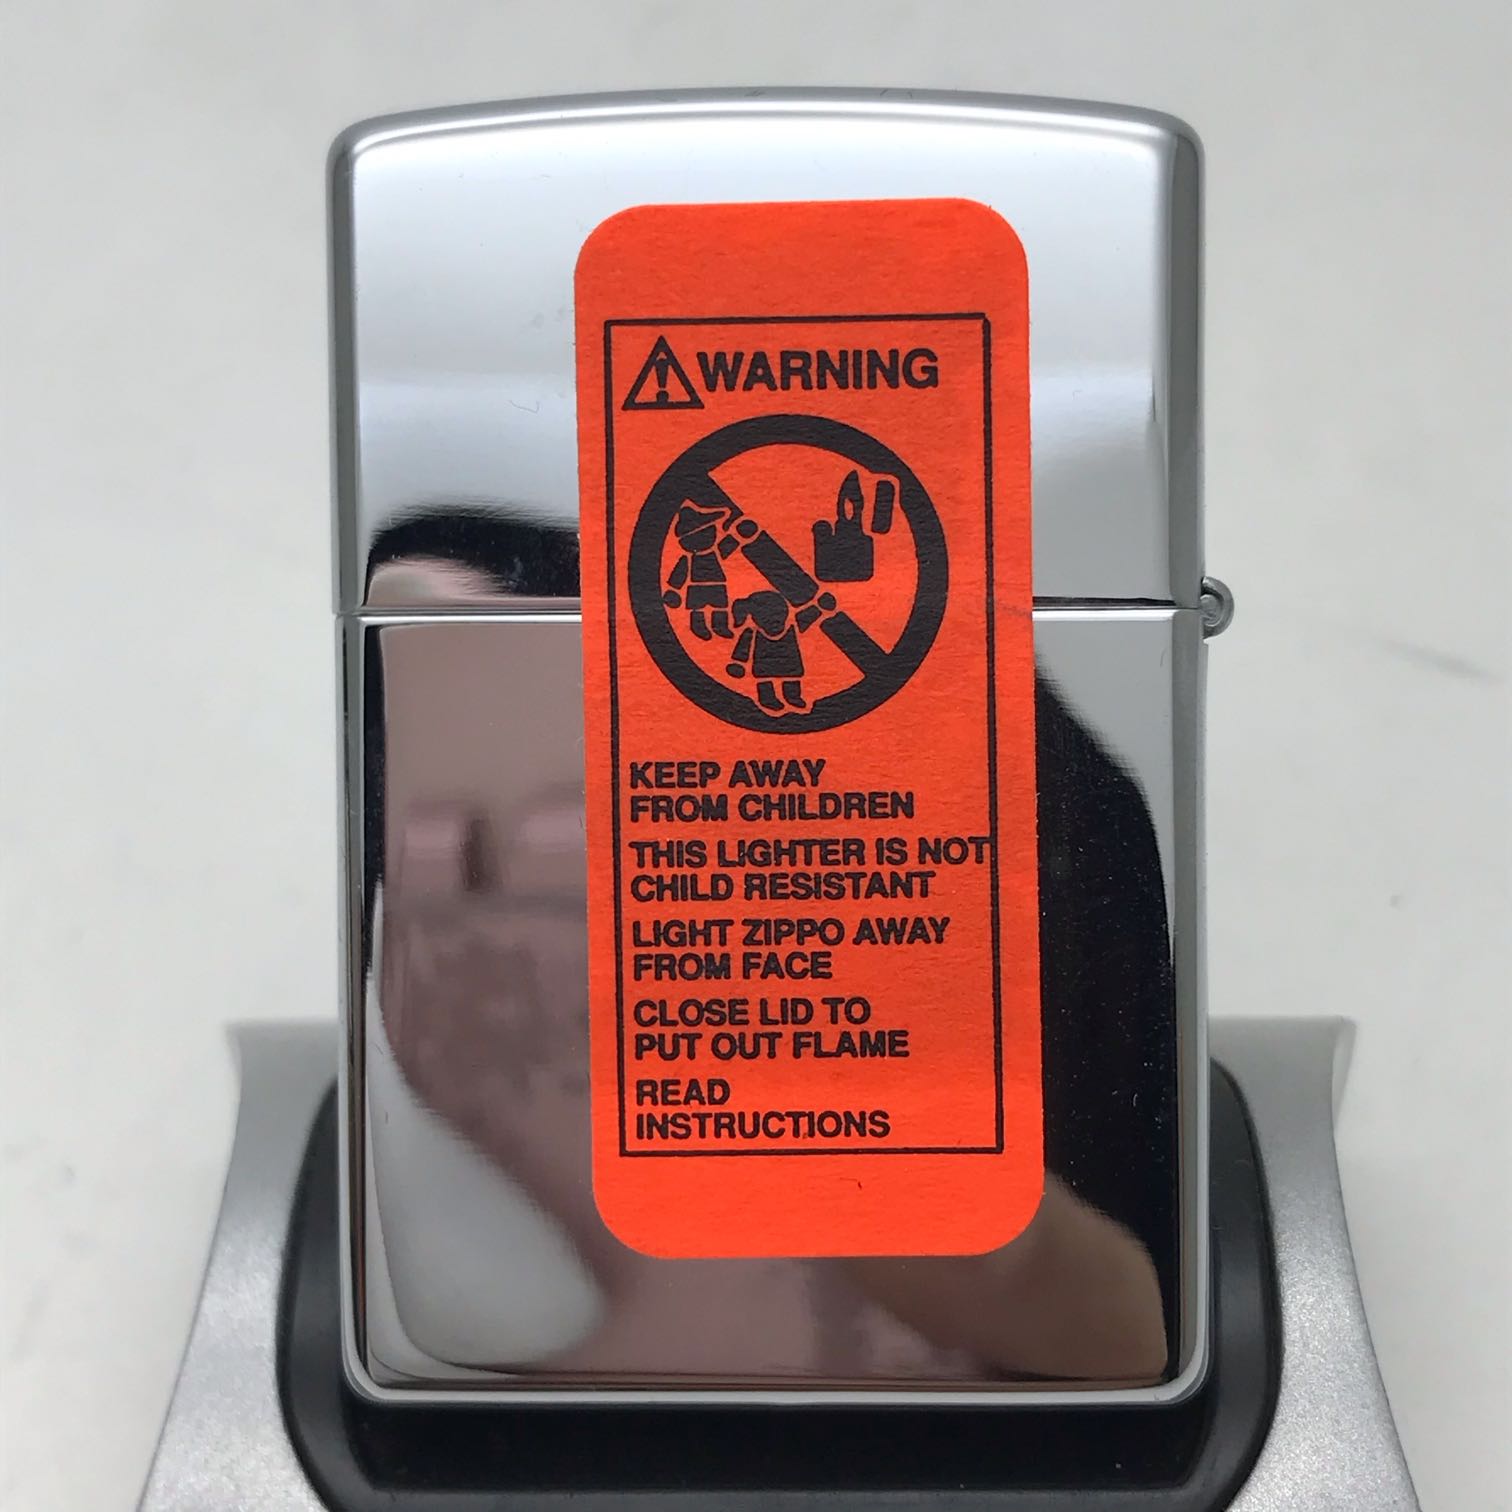 WARNING
KEEP AWAY
FROM CHILDREN
THIS LIGHTER IS NOT
CHILD RESISTANT
LIGHT ZIPPO AWAY
FROM FACE
CLOSE LID TO
PUT OUT FLAME
READ
INSTRUCTIONS